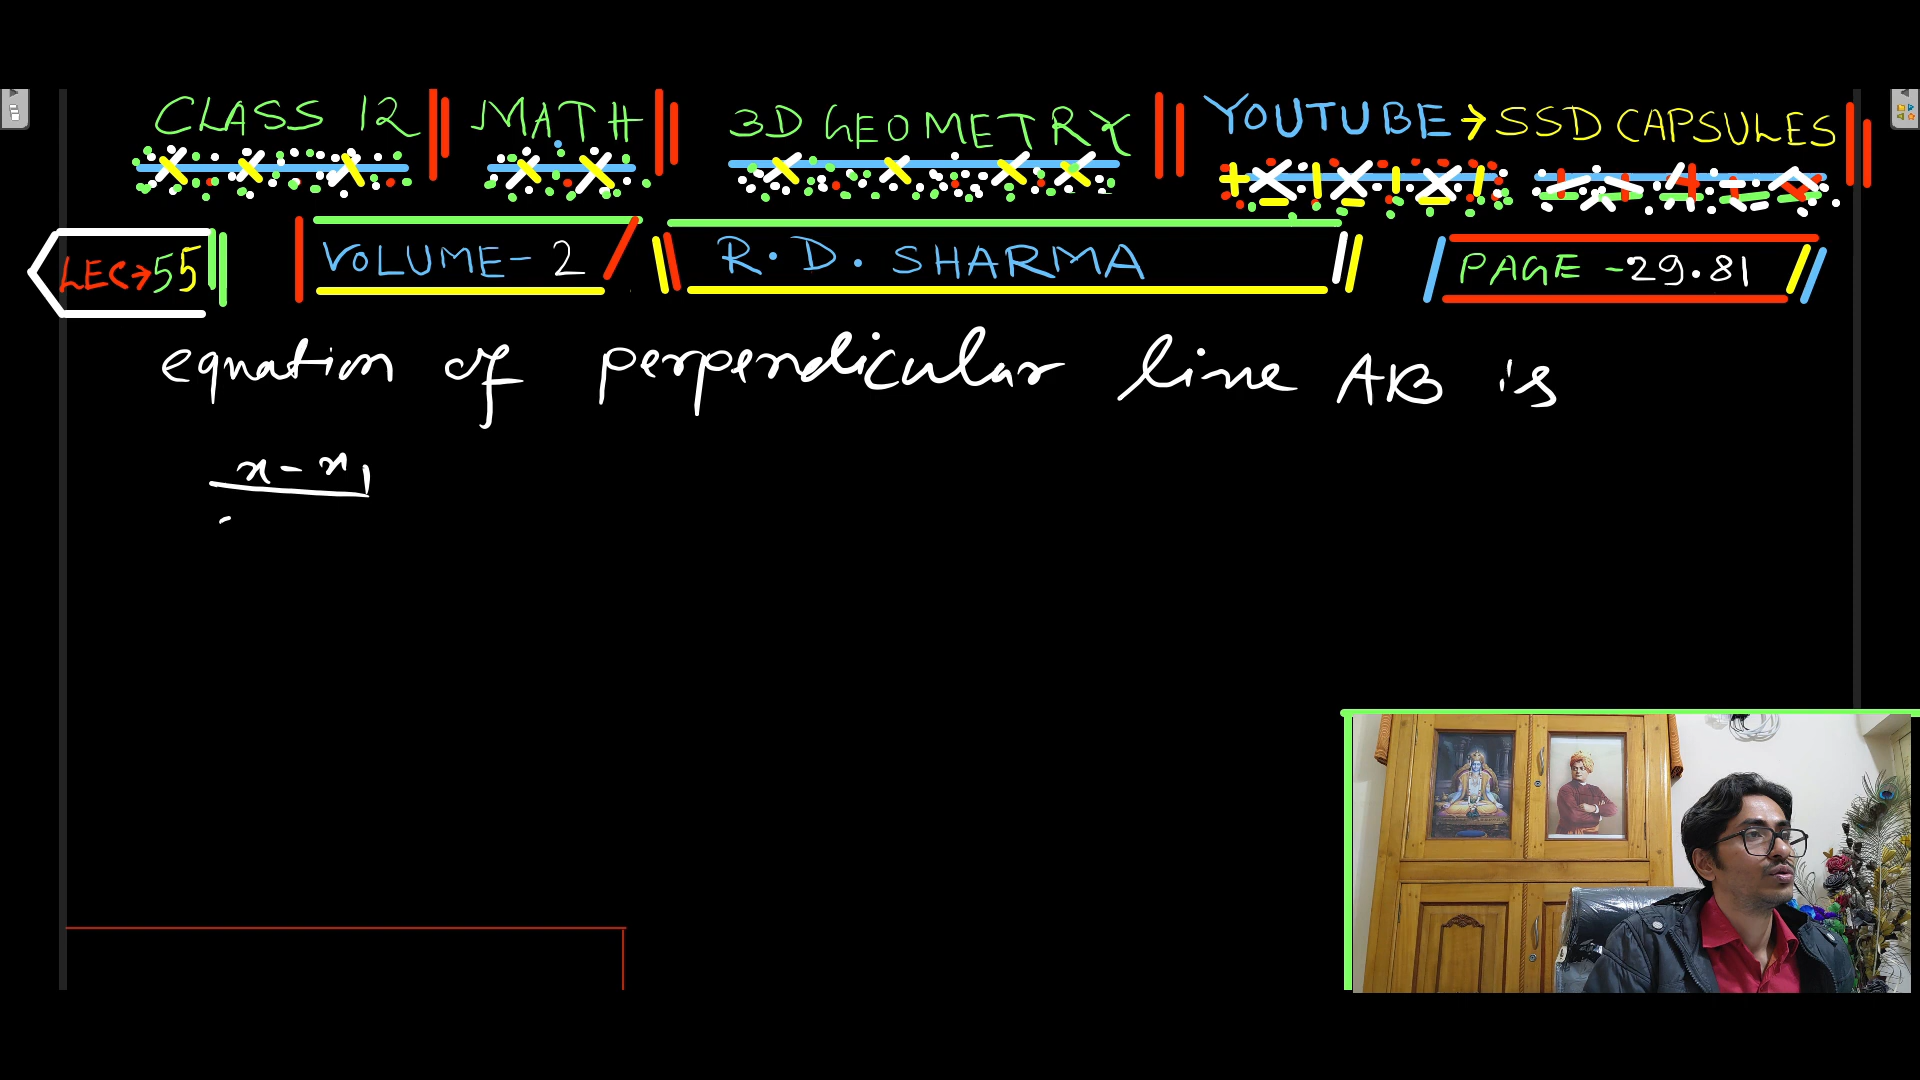 CLASS 12 MATH 3D GEOMETRY YOUTUBE → SSD CAPSULES
LEC → 55 VOLUME - 2 R. D. SHARMA PAGE - 29.81
equation of perpendicular line AB is
x - x₁